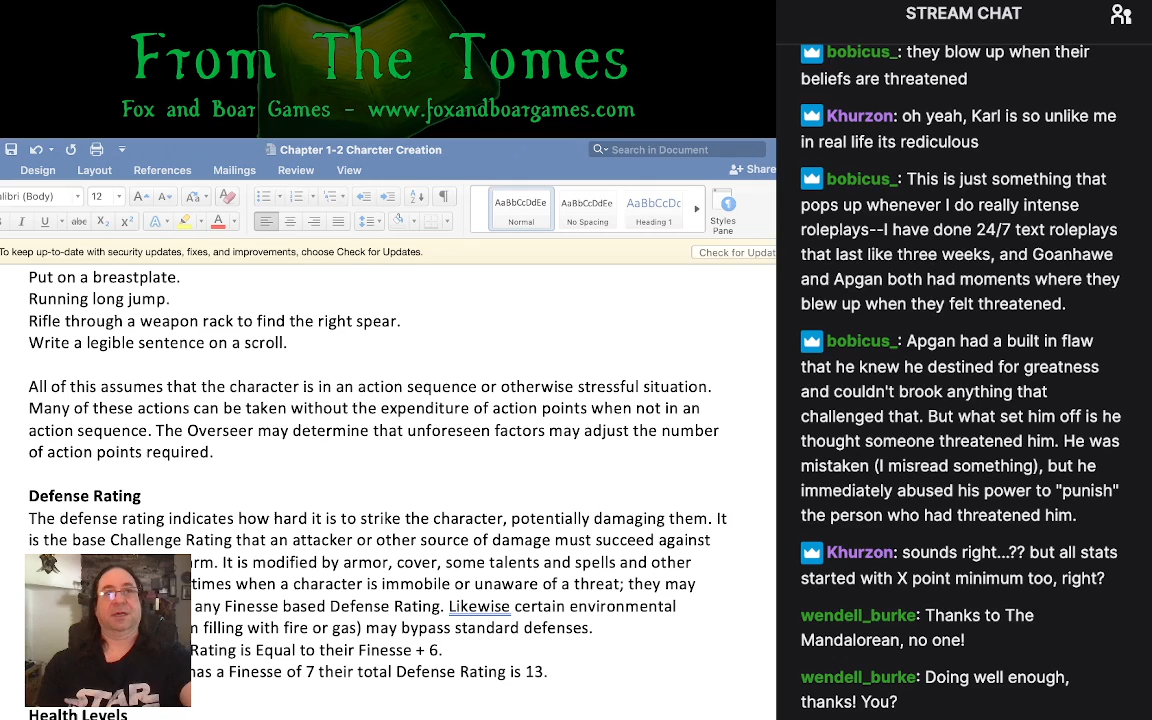 From The Tomes
Fox and Boar Games - www.foxandboargames.com
Chapter 1-2 Charcter Creation
Search in Document
Design Layout References Mailings Review View
Share
alibri (Body) 12
AaBbCcDdEe AaBbCcDdEe AaBbCcDc
Normal No Spacing Heading 1
Styles
Pane
To keep up-to-date with security updates, fixes, and improvements, choose Check for Updates.
Check for Updat
Put on a breastplate.
Running long jump.
Rifle through a weapon rack to find the right spear.
Write a legible sentence on a scroll.
All of this assumes that the character is in an action sequence or otherwise stressful situation.
Many of these actions can be taken without the expenditure of action points when not in an
action sequence. The Overseer may determine that unforeseen factors may adjust the number
of action points required.
Defense Rating
The defense rating indicates how hard it is to strike the character, potentially damaging them. It
is the base Challenge Rating that an attacker or other source of damage must succeed against
arm. It is modified by armor, cover, some talents and spells and other
times when a character is immobile or unaware of a threat; they may
any Finesse based Defense Rating. Likewise certain environmental
n filling with fire or gas) may bypass standard defenses.
Rating is Equal to their Finesse + 6.
has a Finesse of 7 their total Defense Rating is 13.
Health Levels
STAR
STREAM CHAT
bobicus_: they blow up when their
beliefs are threatened
Khurzon: oh yeah, Karl is so unlike me
in real life its rediculous
bobicus_: This is just something that
pops up whenever I do really intense
roleplays--I have done 24/7 text roleplays
that last like three weeks, and Goanhawe
and Apgan both had moments where they
blew up when they felt threatened.
bobicus_: Apgan had a built in flaw
that he knew he destined for greatness
and couldn't brook anything that
challenged that. But what set him off is he
thought someone threatened him. He was
mistaken (I misread something), but he
immediately abused his power to "punish"
the person who had threatened him.
Khurzon: sounds right...?? but all stats
started with X point minimum too, right?
wendell_burke: Thanks to The
Mandalorean, no one!
wendell_burke: Doing well enough,
thanks! You?